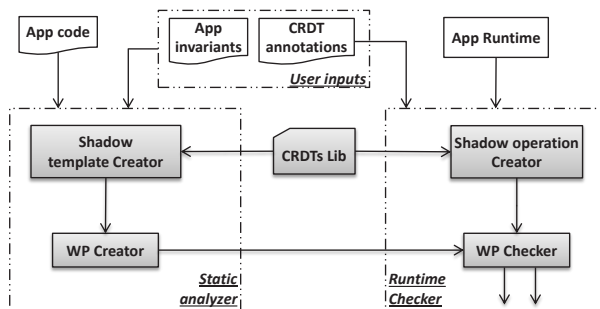 App code
App
invariants
CRDT
annotations
User inputs
App Runtime
Shadow
template Creator
CRDTs Lib
Shadow operation
Creator
WP Creator
WP Checker
Static
analyzer
Runtime
Checker